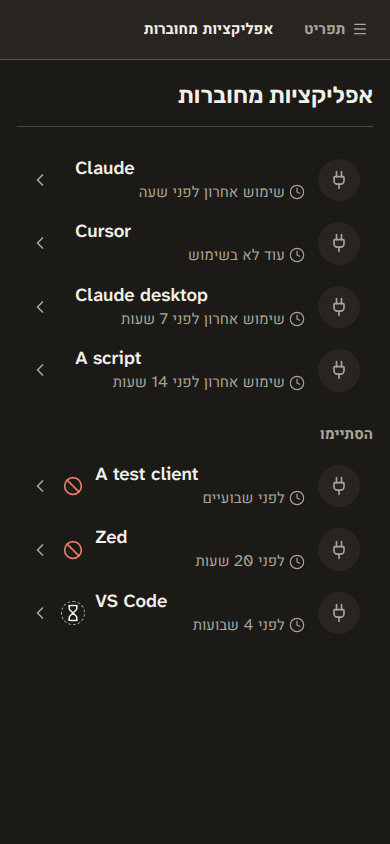 תפריט
אפליקציות מחוברות
אפליקציות מחוברות
Claude
שימוש אחרון לפני שעה
Cursor
עוד לא בשימוש
Claude desktop
שימוש אחרון לפני 7 שעות
A script
שימוש אחרון לפני 14 שעות
הסתיימו
A test client
לפני שבועיים
Zed
לפני 20 שעות
VS Code
לפני 4 שבועות